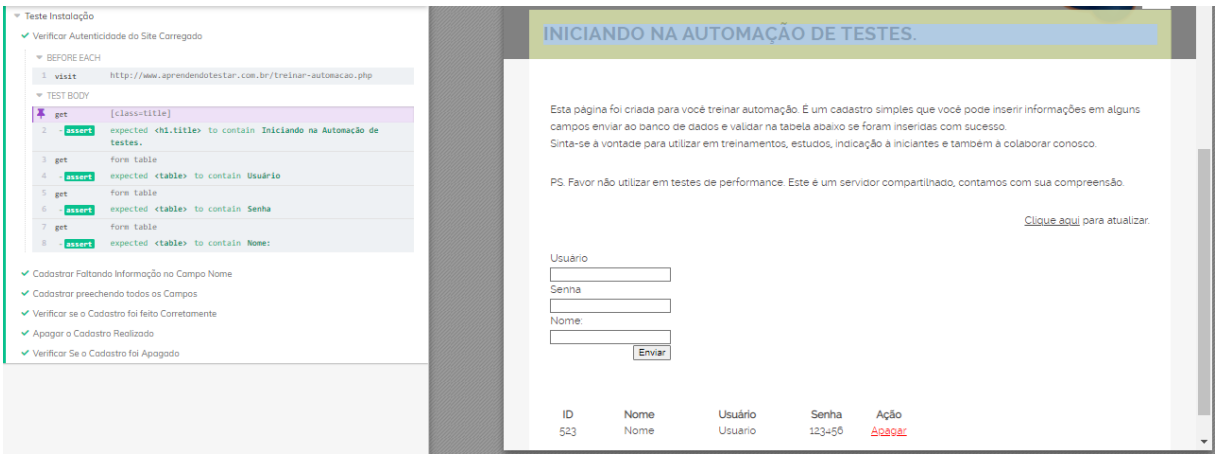 Teste Instalação
Verificar Autenticidade do Site Carregado
BEFORE EACH
1 visit http://www.aprendendotestar.com.br/treinar-automacao.php
TEST BODY
get [class=title]
2 -assert expected <h1.title> to contain Iniciando na Automação de
testes.
3 get form table
4 -assert expected <table> to contain Usuário
5 get form table
6 -assert expected <table> to contain Senha
7 get form table
8 -assert expected <table> to contain Nome:
Cadastrar Faltando Informação no Campo Nome
Cadastrar preechendo todos os Campos
Verificar se o Cadastro foi feito Corretamente
Apagar o Cadastro Realizado
Verificar Se o Cadastro foi Apagado
INICIANDO NA AUTOMAÇÃO DE TESTES.
Esta página foi criada para você treinar automação. É um cadastro simples que você pode inserir informações em alguns
campos enviar ao banco de dados e validar na tabela abaixo se foram inseridas com sucesso.
Sinta-se à vontade para utilizar em treinamentos, estudos, indicação à iniciantes e também à colaborar conosco.
PS. Favor não utilizar em testes de performance. Este é um servidor compartilhado, contamos com sua compreensão.
Clique aqui para atualizar.
Usuario
Senha
Nome:
Enviar
ID Nome Usuário Senha Ação
523 Nome Usuario 123456 Apagar